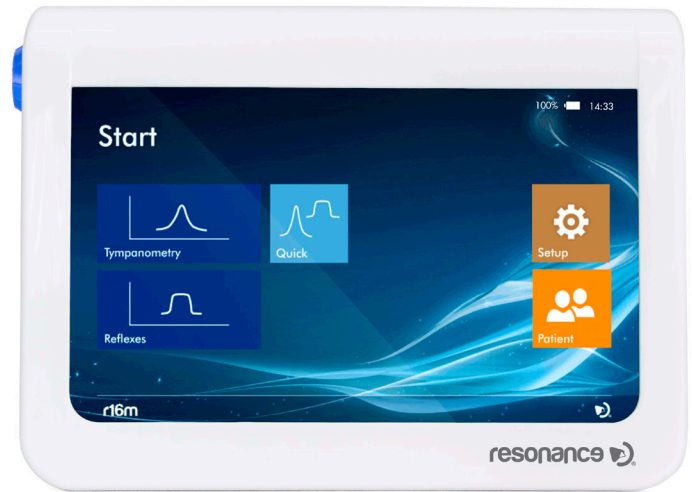 100% 14:33
Start
Tympanometry
Quick
Setup
Reflexes
Patient
r16m
resonance